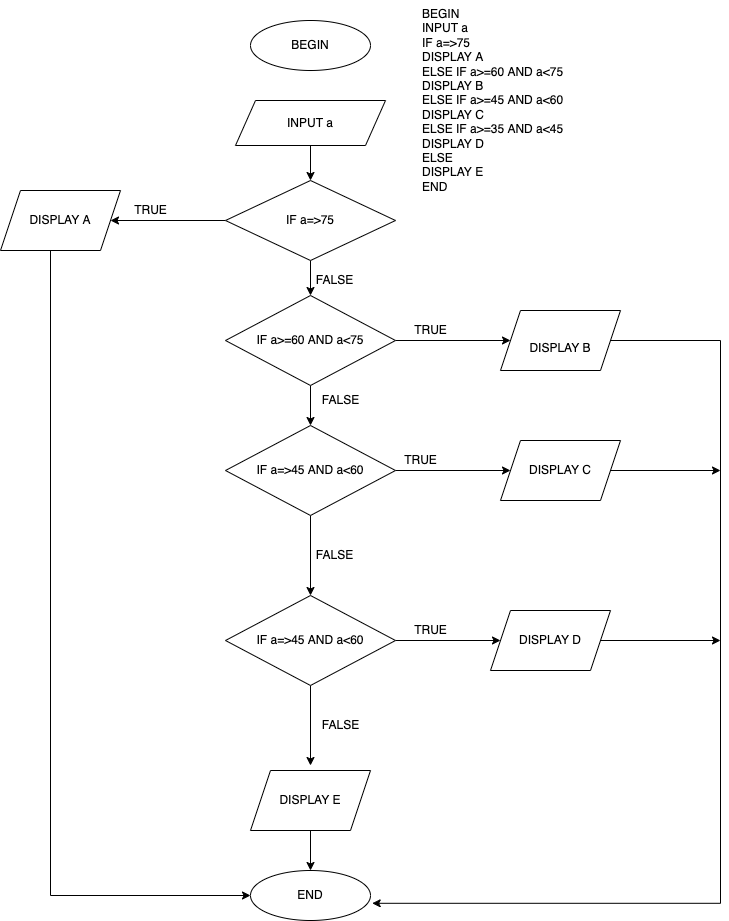 BEGIN
INPUT a
IF a=>75
DISPLAY A
ELSE IF a>=60 AND a<75
DISPLAY B
ELSE IF a>=45 AND a<60
DISPLAY C
ELSE IF a>=35 AND a<45
DISPLAY D
ELSE
DISPLAY E
END
BEGIN
INPUT a
IF a=>75
TRUE
DISPLAY A
FALSE
IF a>=60 AND a<75
TRUE
DISPLAY B
FALSE
IF a=>45 AND a<60
TRUE
DISPLAY C
FALSE
IF a=>45 AND a<60
TRUE
DISPLAY D
FALSE
DISPLAY E
END